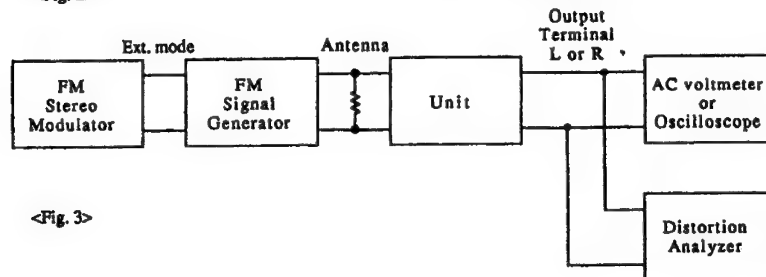 Ext. mode
Antenna
Output
Terminal
L or R
FM
Stereo
Modulator
FM
Signal
Generator
Unit
AC voltmeter
or
Oscilloscope
<Fig. 3>
Distortion
Analyzer